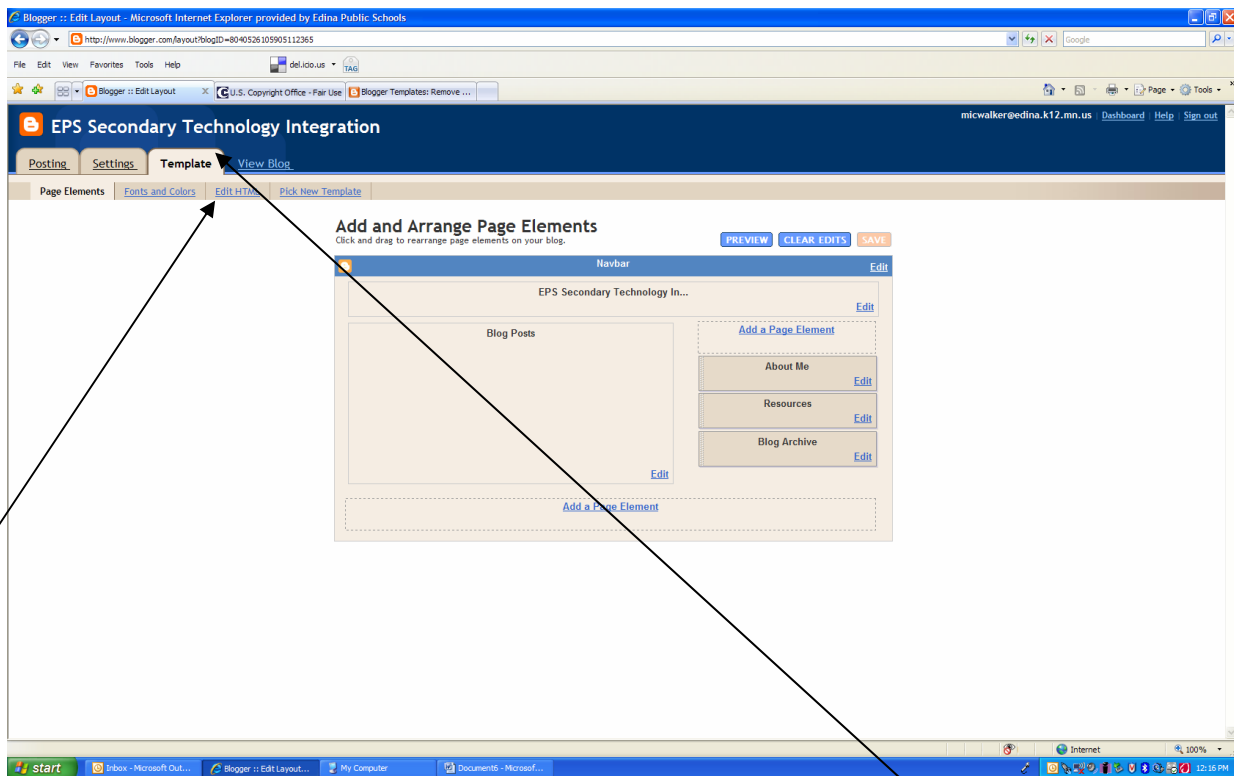 Blogger :: Edit Layout - Microsoft Internet Explorer provided by Edina Public Schools
http://www.blogger.com/layout?blogID=8040526105905112365
Google
File Edit View Favorites Tools Help
del.icio.us
TAG
Blogger :: Edit Layout X
U.S. Copyright Office - Fair Use
Blogger Templates: Remove ...
Page
Tools
EPS Secondary Technology Integration
micwalker@edina.k12.mn.us | Dashboard | Help | Sign out
Posting Settings Template View Blog
Page Elements Fonts and Colors Edit HTML Pick New Template
Add and Arrange Page Elements
Click and drag to rearrange page elements on your blog.
PREVIEW CLEAR EDITS SAVE
Navbar
Edit
EPS Secondary Technology In...
Edit
Blog Posts
Edit
Add a Page Element
About Me
Edit
Resources
Edit
Blog Archive
Edit
Add a Page Element
Internet
100%
start
Inbox - Microsoft Out...
Blogger :: Edit Layout...
My Computer
Document6 - Microsof...
12:16 PM